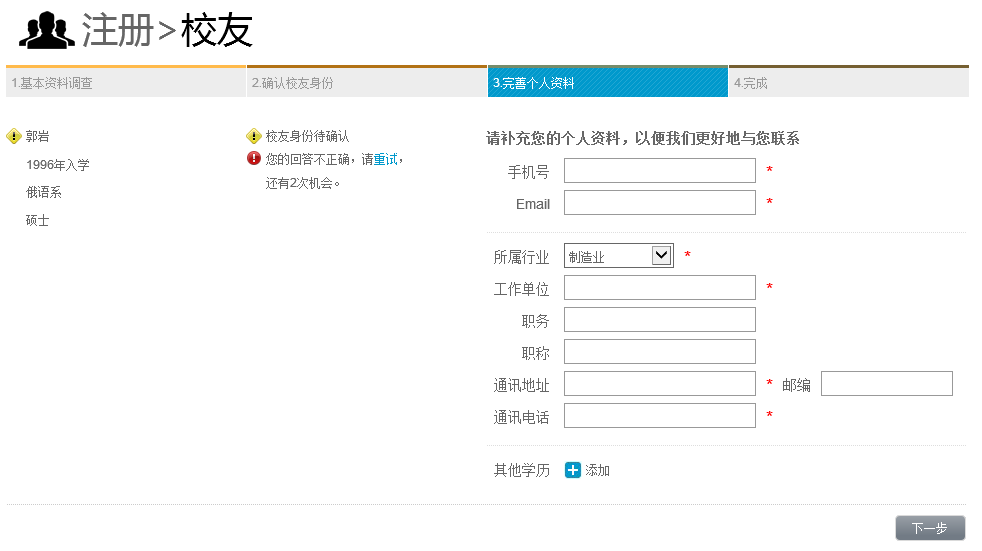 注册>校友
1.基本资料调查 2.确认校友身份 3.完善个人资料 4.完成
郭岩
1996年入学
俄语系
硕士
校友身份待确认
您的回答不正确，请重试，
还有2次机会。
请补充您的个人资料，以便我们更好地与您联系
手机号 *
Email *
所属行业 制造业 *
工作单位 *
职务
职称
通讯地址 * 邮编
通讯电话 *
其他学历 添加
下一步